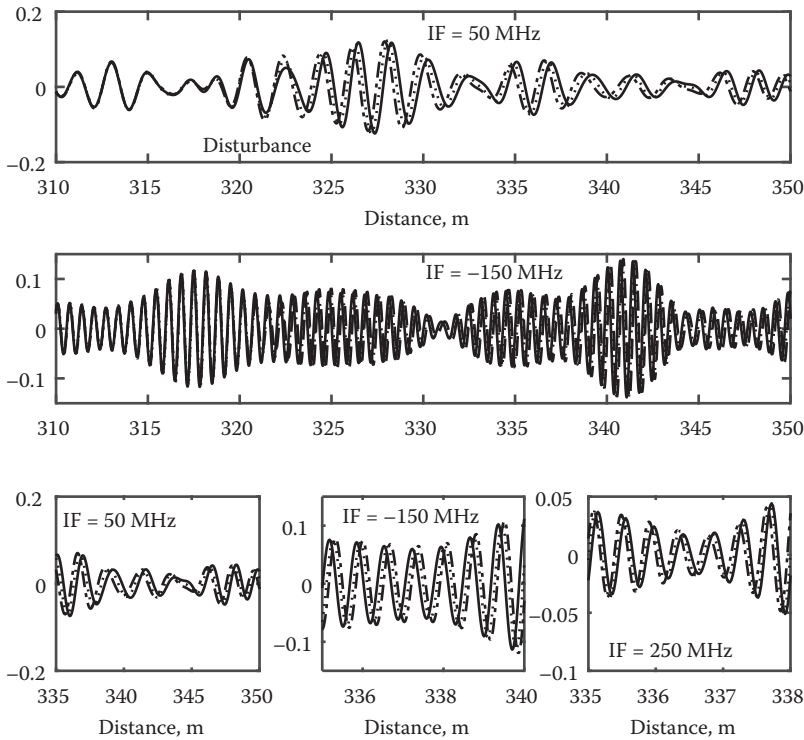 0.2
IF = 50 MHz
0
Disturbance
−0.2
310 315 320 325 330 335 340 345 350
Distance, m
IF = −150 MHz
0.1
0
−0.1
310 315 320 325 330 335 340 345 350
0.2
IF = 50 MHz
0
−0.2
335 340 345 350
Distance, m
IF = −150 MHz
0.1
0
−0.1
336 338 340
Distance, m
0.05
0
−0.05
IF = 250 MHz
−0.1
335 336 337 338
Distance, m